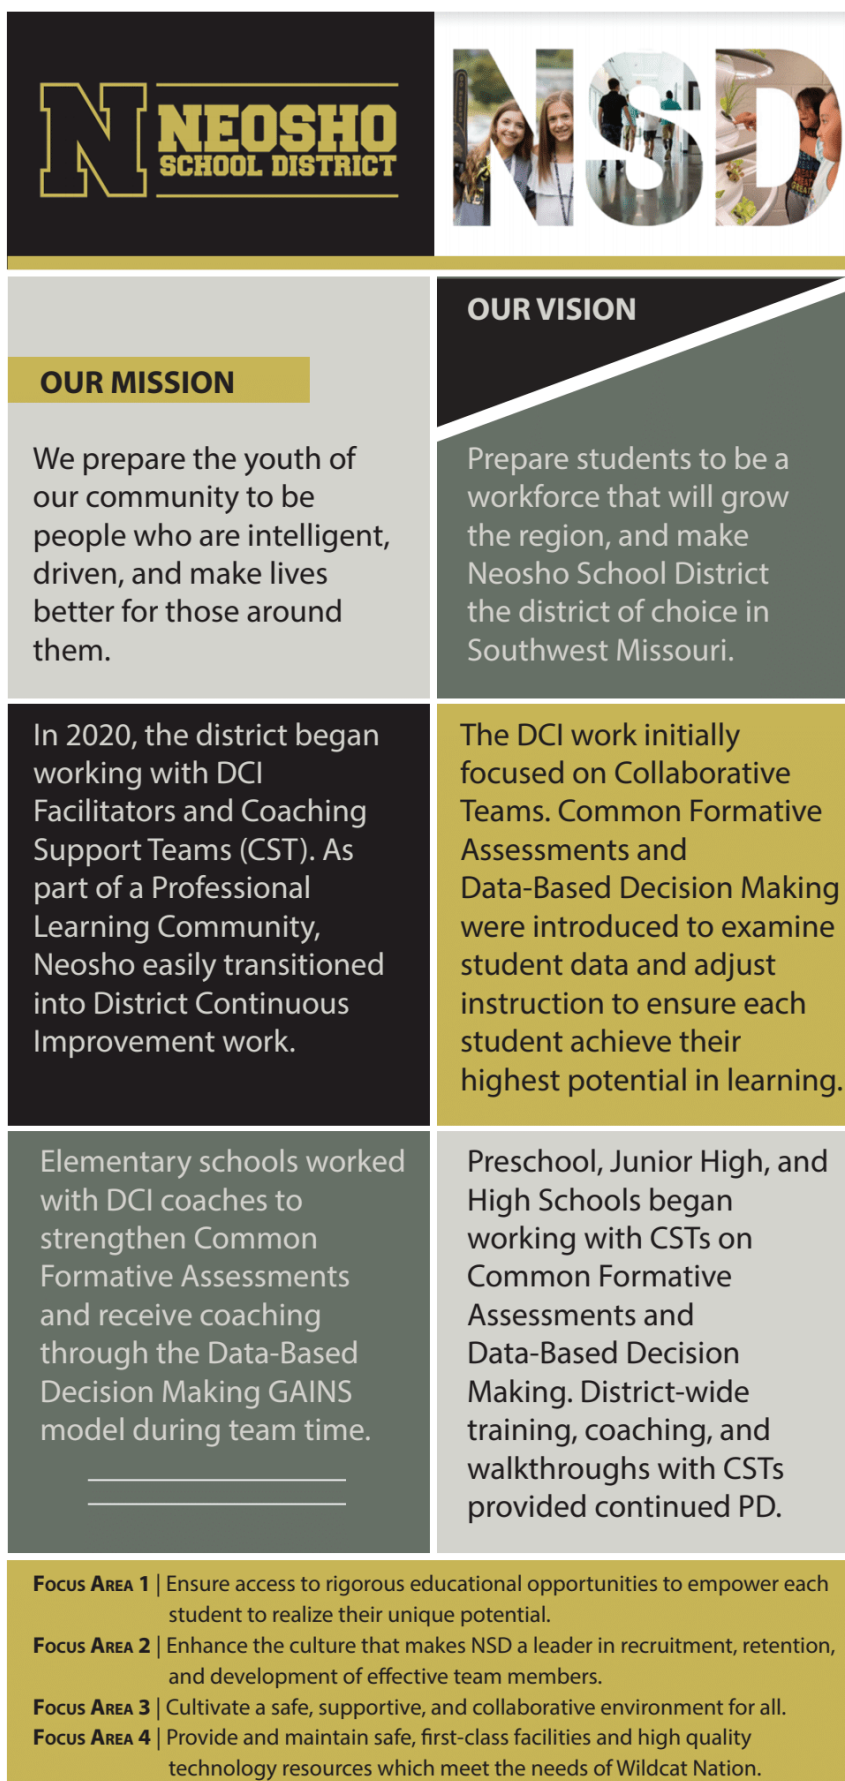 N NEOSHO
SCHOOL DISTRICT
NSD
OUR MISSION
We prepare the youth of
our community to be
people who are intelligent,
driven, and make lives
better for those around
them.
OUR VISION
Prepare students to be a
workforce that will grow
the region, and make
Neosho School District
the district of choice in
Southwest Missouri.
In 2020, the district began
working with DCI
Facilitators and Coaching
Support Teams (CST). As
part of a Professional
Learning Community,
Neosho easily transitioned
into District Continuous
Improvement work.
The DCI work initially
focused on Collaborative
Teams. Common Formative
Assessments and
Data-Based Decision Making
were introduced to examine
student data and adjust
instruction to ensure each
student achieve their
highest potential in learning.
Elementary schools worked
with DCI coaches to
strengthen Common
Formative Assessments
and receive coaching
through the Data-Based
Decision Making GAINS
model during team time.
Preschool, Junior High, and
High Schools began
working with CSTs on
Common Formative
Assessments and
Data-Based Decision
Making. District-wide
training, coaching, and
walkthroughs with CSTs
provided continued PD.
Focus Area 1 | Ensure access to rigorous educational opportunities to empower each
student to realize their unique potential.
Focus Area 2 | Enhance the culture that makes NSD a leader in recruitment, retention,
and development of effective team members.
Focus Area 3 | Cultivate a safe, supportive, and collaborative environment for all.
Focus Area 4 | Provide and maintain safe, first-class facilities and high quality
technology resources which meet the needs of Wildcat Nation.